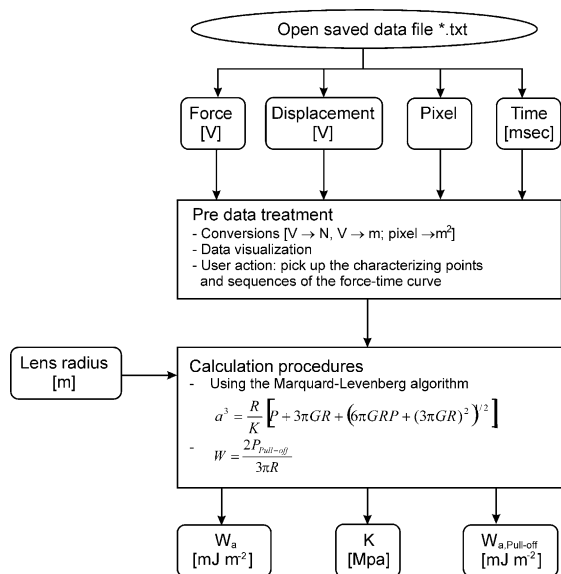 Open saved data file *.txt
Force
[V]
Displacement
[V]
Pixel
Time
[msec]
Pre data treatment
- Conversions [V → N, V → m; pixel →m²]
- Data visualization
- User action: pick up the characterizing points
and sequences of the force-time curve
Lens radius
[m]
Calculation procedures
- Using the Marquard-Levenberg algorithm
a³ = R/K [P + 3πGR + (6πGRP + (3πGR)²)^1/2]
- W = 2P_Pull-off / 3πR
Wₐ
[mJ m⁻²]
K
[Mpa]
Wₐ,Pull-off
[mJ m⁻²]